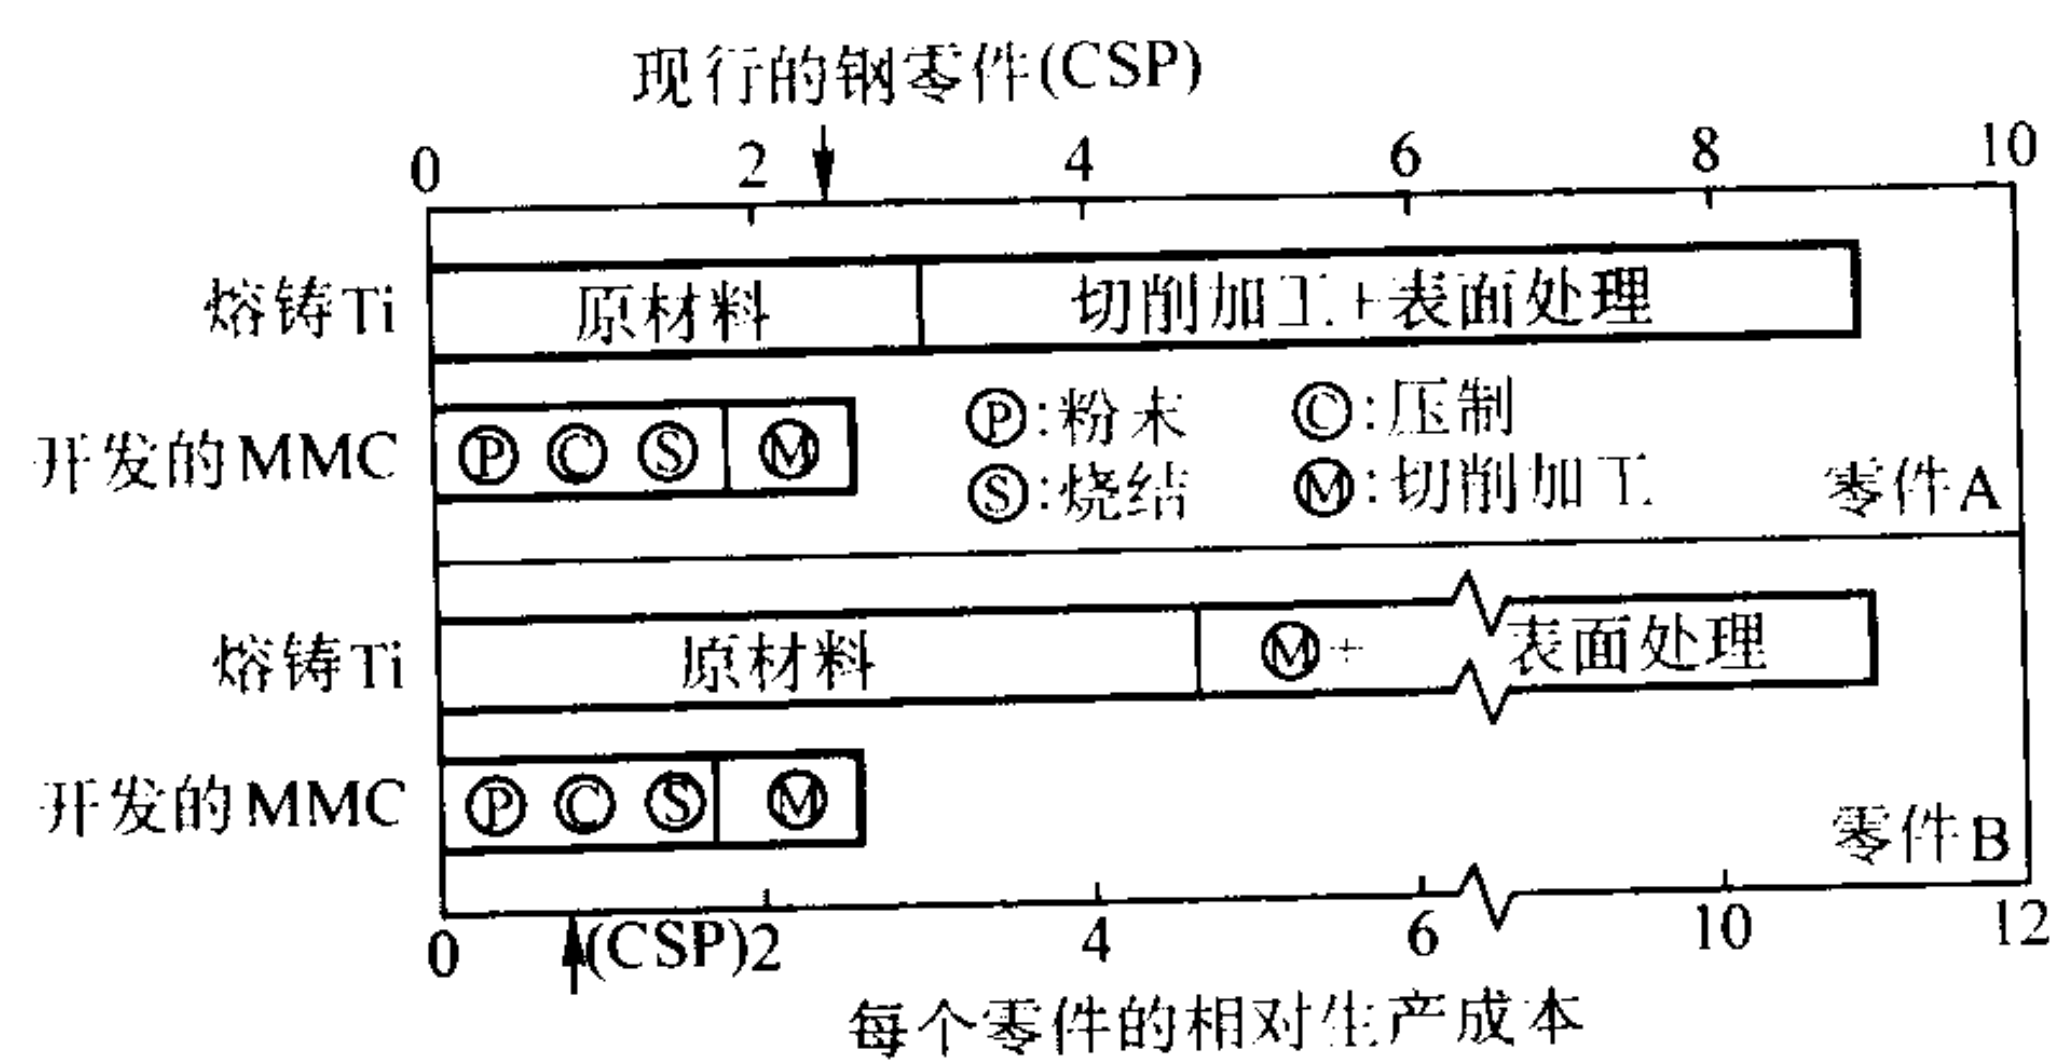 现行的钢零件(CSP)
0 2 4 6 8 10
熔铸Ti 原材料 切削加工+表面处理
开发的MMC Ⓟ Ⓒ Ⓢ Ⓜ
Ⓟ:粉末 Ⓒ:压制
Ⓢ:烧结 Ⓜ:切削加工
零件A
熔铸Ti 原材料 Ⓜ+ 表面处理
开发的MMC Ⓟ Ⓒ Ⓢ Ⓜ
零件B
0 (CSP) 2 4 6 10 12
每个零件的相对生产成本